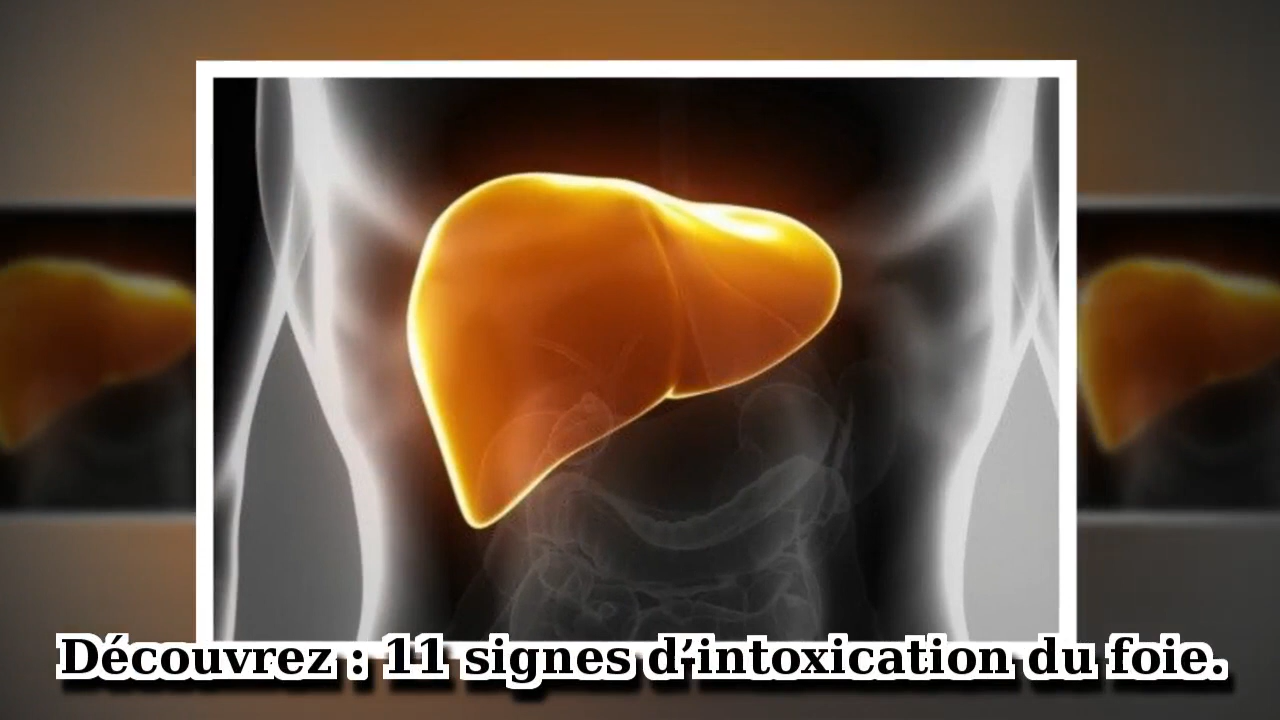 Découvrez : 11 signes d’intoxication du foie.